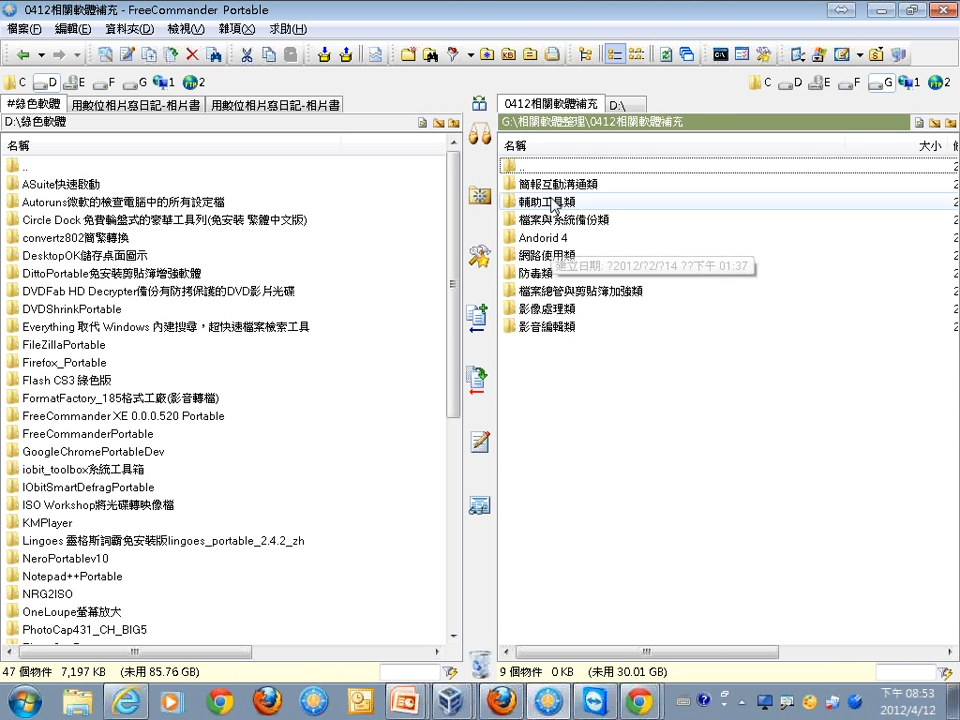 0412相關軟體補充 - FreeCommander Portable
檔案(F) 編輯(E) 資料夾(D) 檢視(V) 雜項(X) 求助(H)
C D E F G 1 2
C D E F G 1 2
#綠色軟體 用數位相片寫日記-相片書 用數位相片寫日記-相片書
0412相關軟體補充 D:\
D:\綠色軟體
G:\相關軟體整理\0412相關軟體補充
名稱
名稱 大小
..
ASuite快速啟動
Autoruns微軟的檢查電腦中的所有設定檔
Circle Dock 免費輪盤式的豪華工具列(免安裝 繁體中文版)
convertz802簡繁轉換
DesktopOK儲存桌面圖示
DittoPortable免安裝剪貼簿增強軟體
DVDFab HD Decrypter備份有防拷保護的DVD影片光碟
DVDShrinkPortable
Everything 取代 Windows 內建搜尋，超快速檔案檢索工具
FileZillaPortable
Firefox_Portable
Flash CS3 綠色版
FormatFactory_185格式工廠(影音轉檔)
FreeCommander XE 0.0.0.520 Portable
FreeCommanderPortable
GoogleChromePortableDev
iobit_toolbox系統工具箱
IObitSmartDefragPortable
ISO Workshop將光碟轉映像檔
KMPlayer
Lingoes 靈格斯詞霸免安裝版lingoes_portable_2.4.2_zh
NeroPortablev10
Notepad++Portable
NRG2ISO
OneLoupe螢幕放大
PhotoCap431_CH_BIG5
..
簡報互動溝通類
輔助工具類
檔案與系統備份類
Andorid 4
網路使用類
防毒類
檔案總管與剪貼簿加強類
影像處理類
影音編輯類
建立日期: ?2012/?2/?14 ??下午 01:37
47 個物件 7,197 KB (未用 85.76 GB)
9 個物件 0 KB (未用 30.01 GB)
下午 08:53
2012/4/12